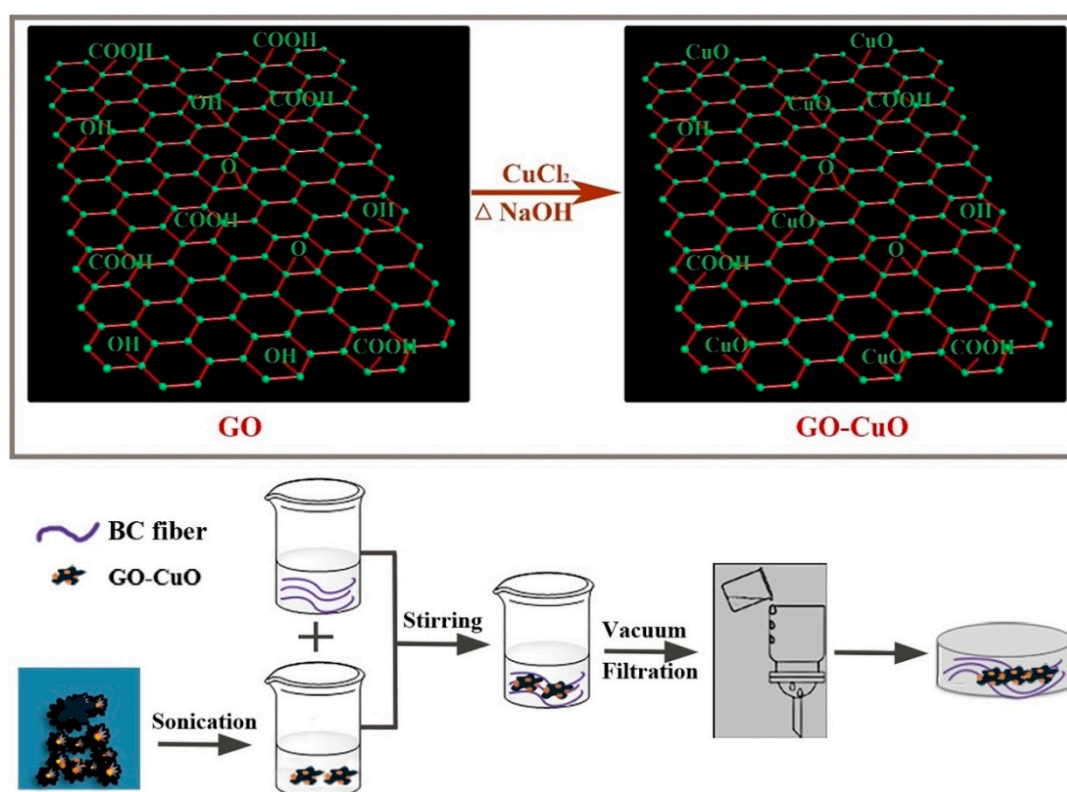 COOH
COOH
OH
COOH
OH
O
COOH
OH
O
COOH
OH
OH
COOH
GO
CuCl₂
△ NaOH
CuO
CuO
CuO
COOH
OH
O
CuO
OH
O
COOH
CuO
CuO
COOH
GO-CuO
BC fiber
GO-CuO
+
Sonication
Stirring
Vacuum
Filtration